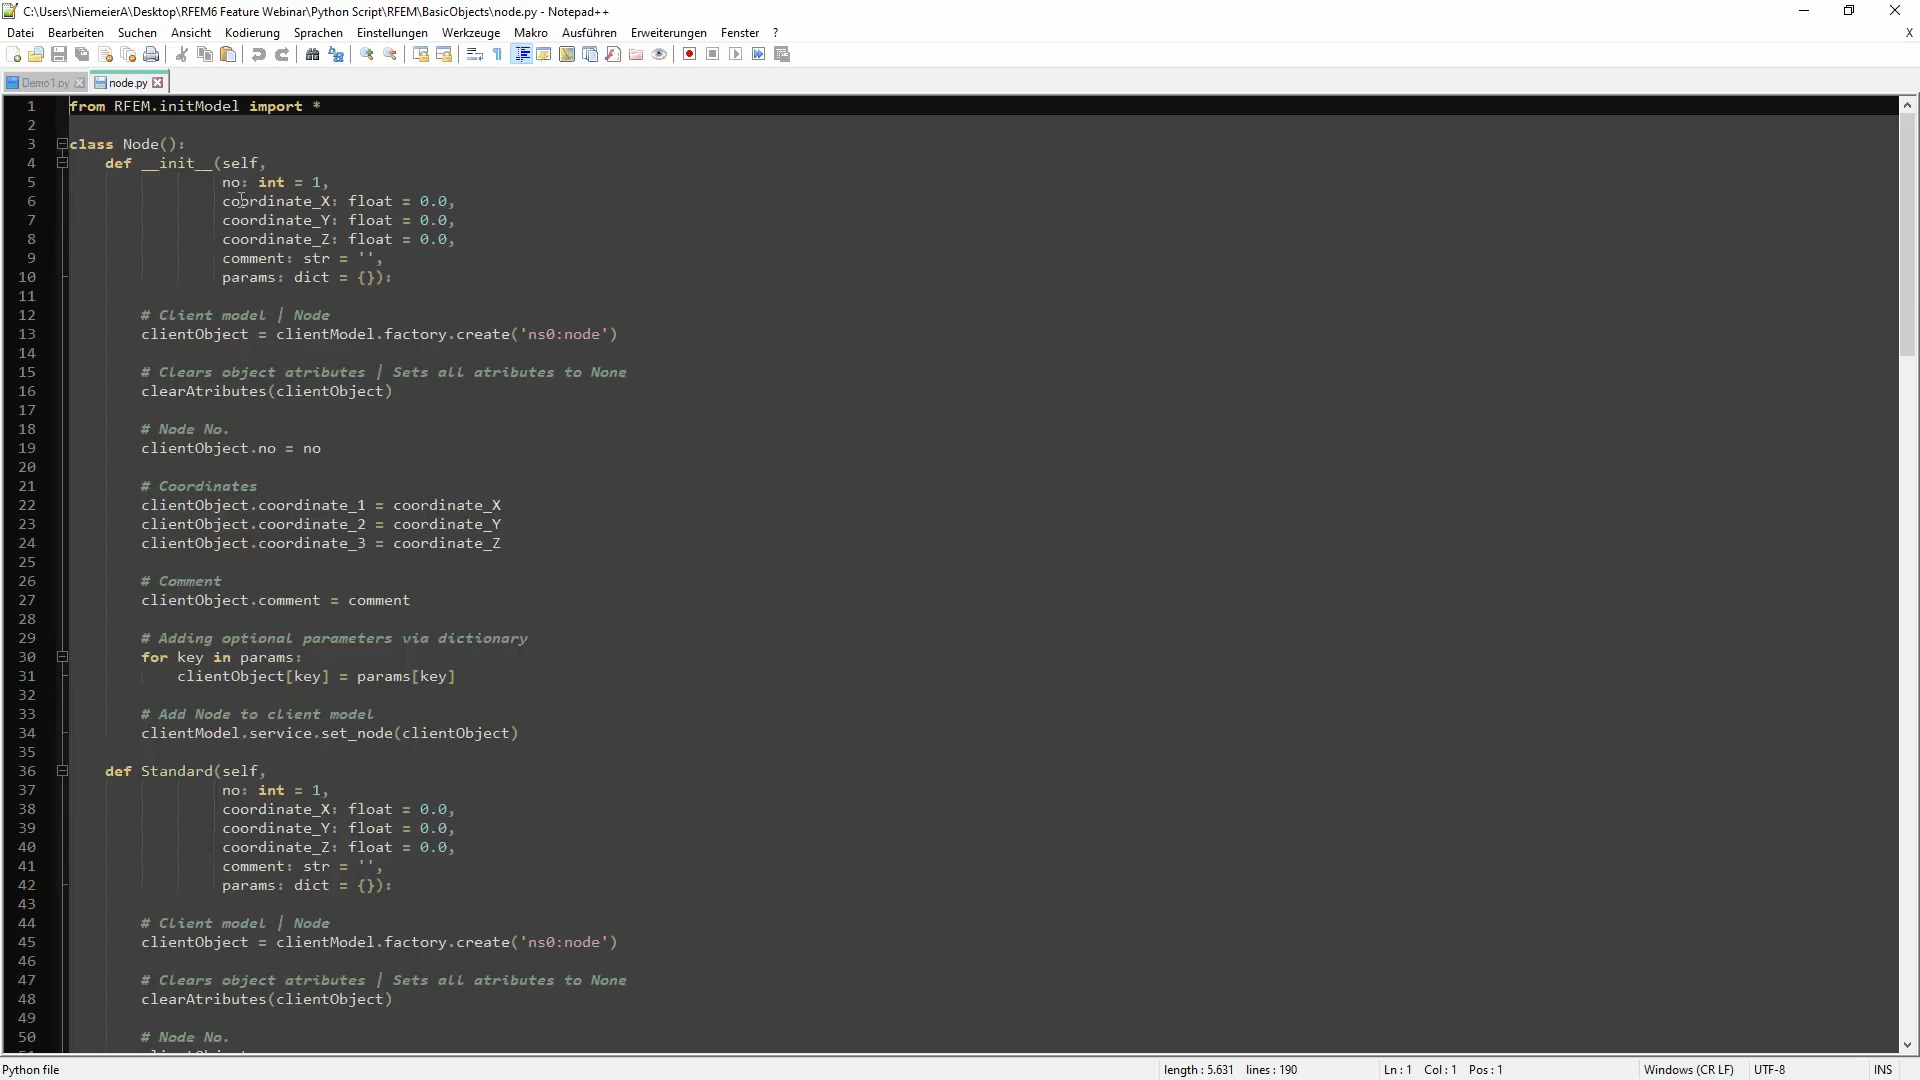 C:\Users\NiemeierA\Desktop\RFEM6 Feature Webinar\Python Script\RFEM\BasicObjects\node.py - Notepad++
Datei Bearbeiten Suchen Ansicht Kodierung Sprachen Einstellungen Werkzeuge Makro Ausführen Erweiterungen Fenster ? X
Demo1.py node.py
1 from RFEM.initModel import *
2
3 class Node():
4 def __init__(self,
5 no: int = 1,
6 coordinate_X: float = 0.0,
7 coordinate_Y: float = 0.0,
8 coordinate_Z: float = 0.0,
9 comment: str = '',
10 params: dict = {}):
11
12 # Client model | Node
13 clientObject = clientModel.factory.create('ns0:node')
14
15 # Clears object atributes | Sets all atributes to None
16 clearAtributes(clientObject)
17
18 # Node No.
19 clientObject.no = no
20
21 # Coordinates
22 clientObject.coordinate_1 = coordinate_X
23 clientObject.coordinate_2 = coordinate_Y
24 clientObject.coordinate_3 = coordinate_Z
25
26 # Comment
27 clientObject.comment = comment
28
29 # Adding optional parameters via dictionary
30 for key in params:
31 clientObject[key] = params[key]
32
33 # Add Node to client model
34 clientModel.service.set_node(clientObject)
35
36 def Standard(self,
37 no: int = 1,
38 coordinate_X: float = 0.0,
39 coordinate_Y: float = 0.0,
40 coordinate_Z: float = 0.0,
41 comment: str = '',
42 params: dict = {}):
43
44 # Client model | Node
45 clientObject = clientModel.factory.create('ns0:node')
46
47 # Clears object atributes | Sets all atributes to None
48 clearAtributes(clientObject)
49
50 # Node No.
Python file length : 5.631 lines : 190 Ln : 1 Col : 1 Pos : 1 Windows (CR LF) UTF-8 INS